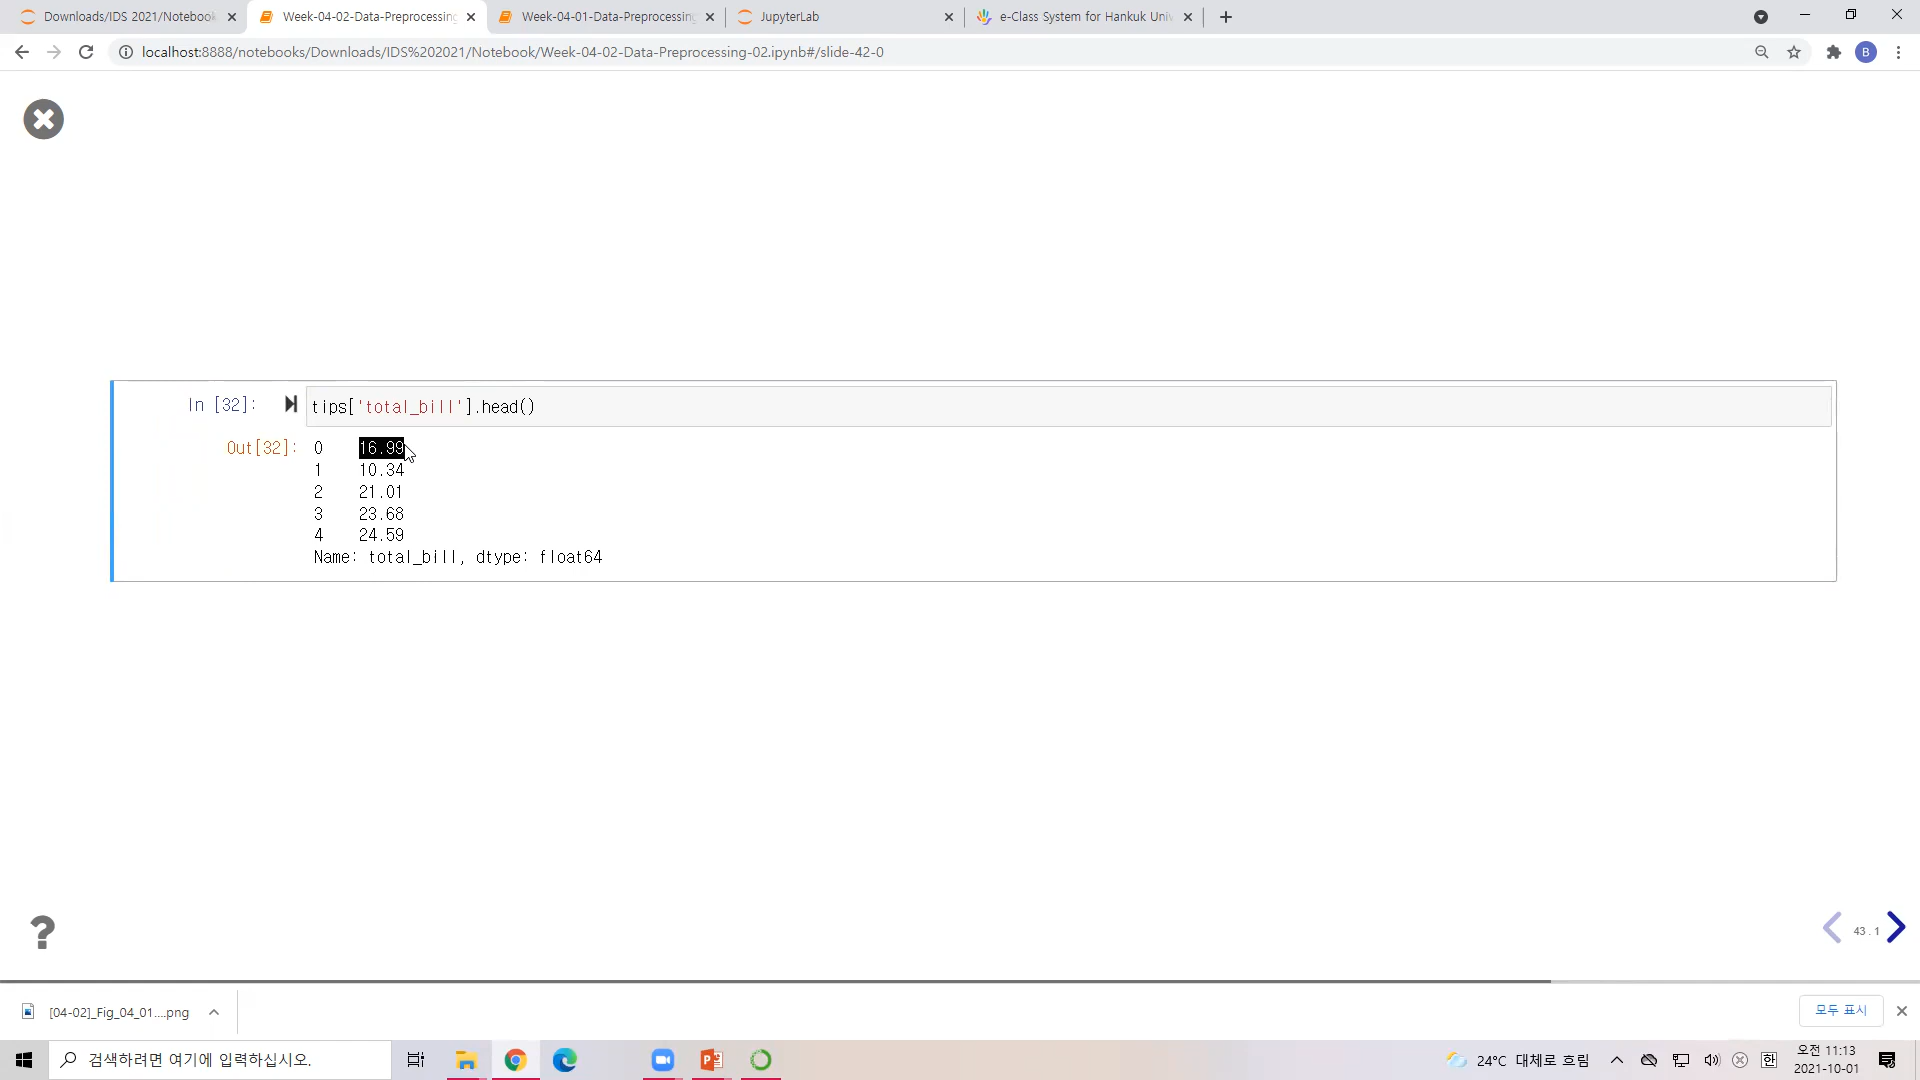 Downloads/IDS 2021/Notebook
Week-04-02-Data-Preprocessing
Week-04-01-Data-Preprocessing
JupyterLab
e-Class System for Hankuk Univ
localhost:8888/notebooks/Downloads/IDS%202021/Notebook/Week-04-02-Data-Preprocessing-02.ipynb#/slide-42-0
B
In [32]: tips['total_bill'].head()
Out[32]: 0 16.99
1 10.34
2 21.01
3 23.68
4 24.59
Name: total_bill, dtype: float64
?
43 . 1
[04-02]_Fig_04_01....png
모두 표시
검색하려면 여기에 입력하십시오.
24°C 대체로 흐림
한
오전 11:13
2021-10-01